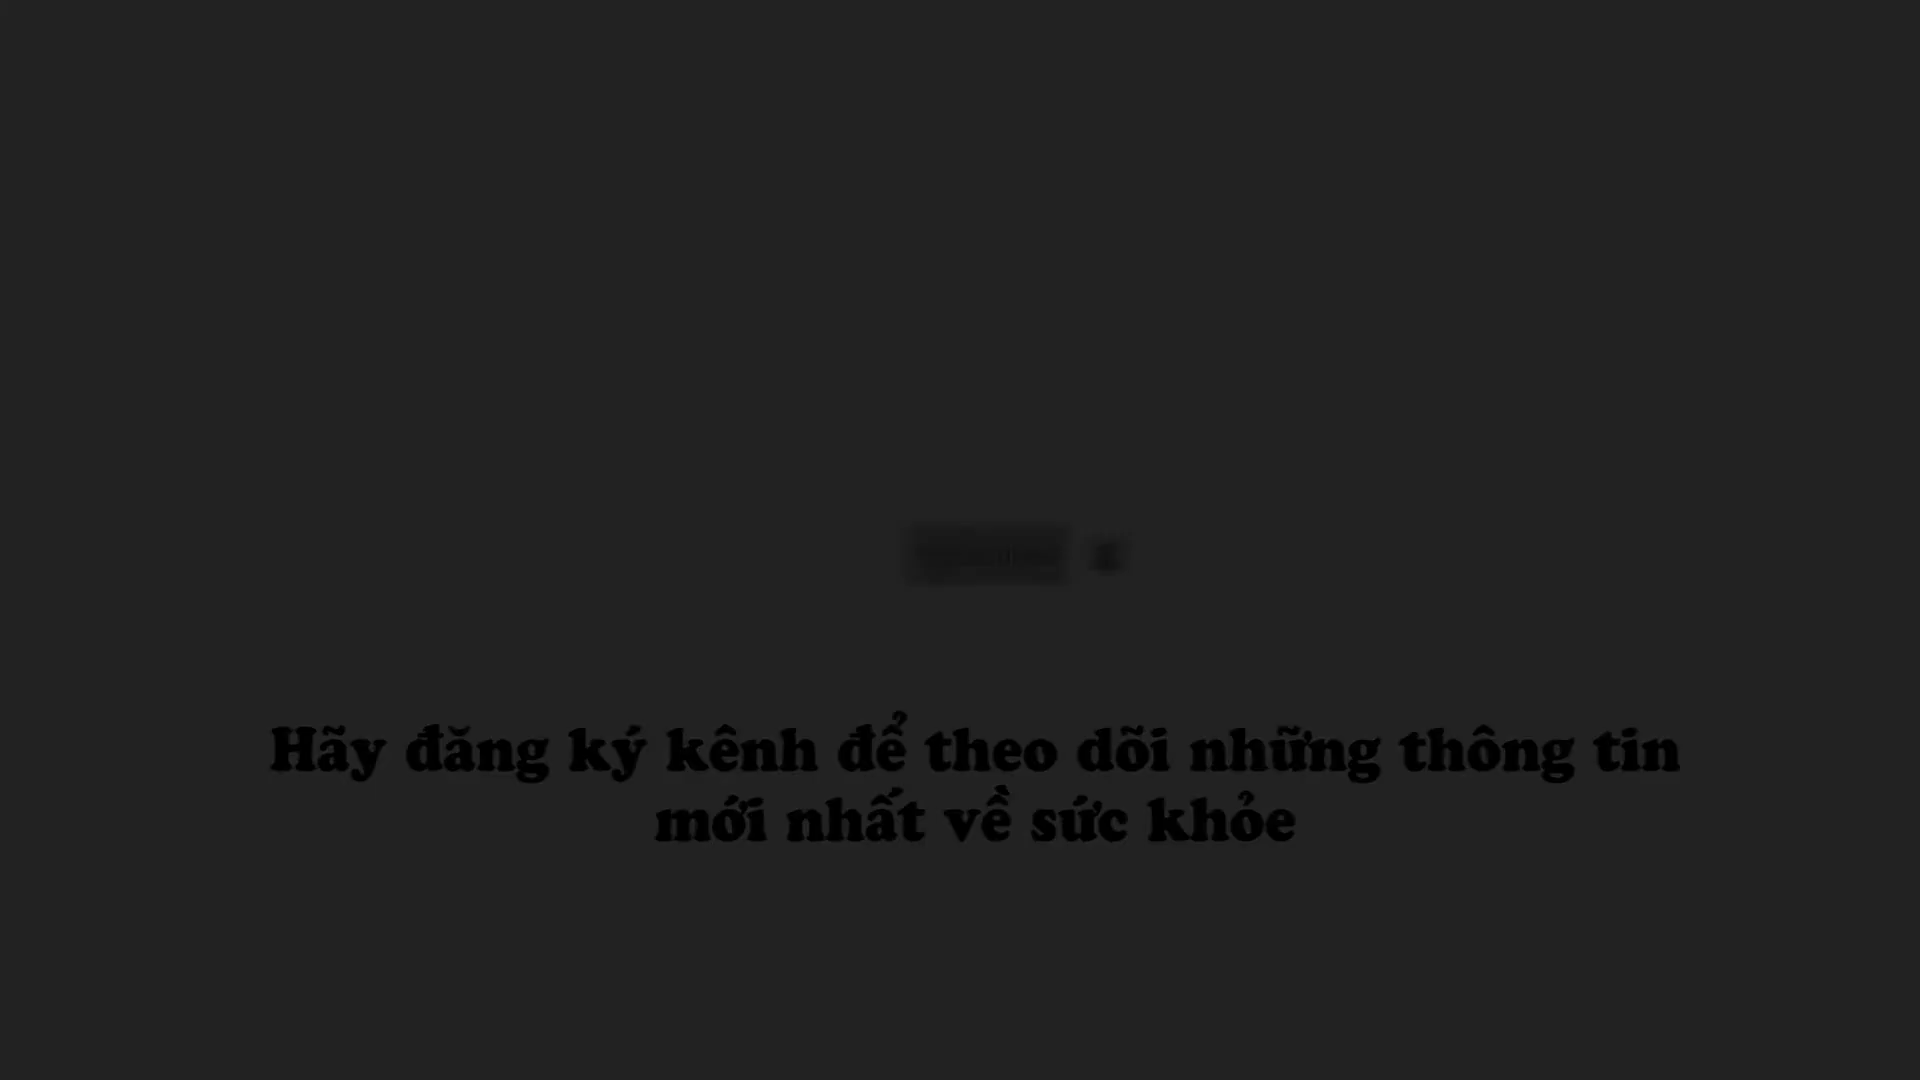 Hãy đăng ký kênh để theo dõi những thông tin
mới nhất về sức khỏe